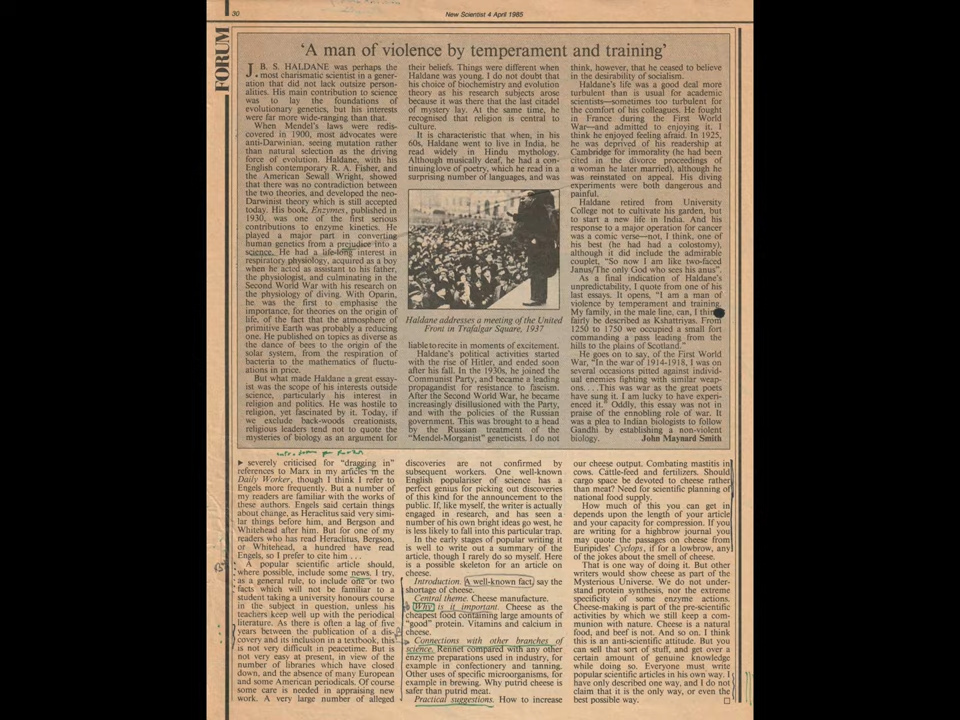 30
New Scientist 4 April 1985
FORUM
'A man of violence by temperament and training'
J. B. S. HALDANE was perhaps the
most charismatic scientist in a gener-
ation that did not lack outsize person-
alities. His main contribution to science
was to lay the foundations of
evolutionary genetics, but his interests
were far more wide-ranging than that.
When Mendel's laws were redis-
covered in 1900, most advocates were
anti-Darwinian, seeing mutation rather
than natural selection as the driving
force of evolution. Haldane, with his
English contemporary R. A. Fisher, and
the American Sewall Wright, showed
that there was no contradiction between
the two theories, and developed the neo-
Darwinist theory which is still accepted
today. His book, Enzymes, published in
1930, was one of the first serious
contributions to enzyme kinetics. He
played a major part in converting
human genetics from a prejudice into a
science. He had a life-long interest in
respiratory physiology, acquired as a boy
when he acted as assistant to his father,
the physiologist, and culminating in the
Second World War with his research on
the physiology of diving. With Oparin,
he was the first to emphasise the
importance, for theories on the origin of
life, of the fact that the atmosphere of
primitive Earth was probably a reducing
one. He published on topics as diverse as
the dance of bees to the origin of the
solar system, from the respiration of
bacteria to the mathematics of fluctu-
ations in price.
But what made Haldane a great essay-
ist was the scope of his interests outside
science, particularly his interest in
religion and politics. He was hostile to
religion, yet fascinated by it. Today, if
we exclude back-woods creationists,
religious leaders tend not to quote the
mysteries of biology as an argument for
their beliefs. Things were different when
Haldane was young. I do not doubt that
his choice of biochemistry and evolution
theory as his research subjects arose
because it was there that the last citadel
of mystery lay. At the same time, he
recognised that religion is central to
culture.
It is characteristic that when, in his
60s, Haldane went to live in India, he
read widely in Hindu mythology.
Although musically deaf, he had a con-
tinuing love of poetry, which he read in a
surprising number of languages, and was
Haldane addresses a meeting of the United
Front in Trafalgar Square, 1937
liable to recite in moments of excitement.
Haldane's political activities started
with the rise of Hitler, and ended soon
after his fall. In the 1930s, he joined the
Communist Party, and became a leading
propagandist for resistance to fascism.
After the Second World War, he became
increasingly disillusioned with the Party,
and with the policies of the Russian
government. This was brought to a head
by the Russian treatment of the
"Mendel-Morganist" geneticists. I do not
think, however, that he ceased to believe
in the desirability of socialism.
Haldane's life was a good deal more
turbulent than is usual for academic
scientists—sometimes too turbulent for
the comfort of his colleagues. He fought
in France during the First World
War—and admitted to enjoying it. I
think he enjoyed feeling afraid. In 1925,
he was deprived of his readership at
Cambridge for immorality (he had been
cited in the divorce proceedings of
a woman he later married), although he
was reinstated on appeal. His diving
experiments were both dangerous and
painful.
Haldane retired from University
College not to cultivate his garden, but
to start a new life in India. And his
response to a major operation for cancer
was a comic verse—not, I think, one of
his best (he had had a colostomy),
although it did include the admirable
couplet, "So now I am like two-faced
Janus/The only God who sees his anus".
As a final indication of Haldane's
unpredictability, I quote from one of his
last essays. It opens, "I am a man of
violence by temperament and training.
My family, in the male line, can, I think
fairly be described as Kshattriyas. From
1250 to 1750 we occupied a small fort
commanding a pass leading from the
hills to the plains of Scotland."
He goes on to say, of the First World
War, "In the war of 1914-1918, I was on
several occasions pitted against individ-
ual enemies fighting with similar weap-
ons. . . .This was war as the great poets
have sung it. I am lucky to have experi-
enced it." Oddly, this essay was not in
praise of the ennobling role of war. It
was a plea to Indian biologists to follow
Gandhi by establishing a non-violent
biology. John Maynard Smith
▶ severely criticised for "dragging in"
references to Marx in my articles in the
Daily Worker, though I think I refer to
Engels more frequently. But a number of
my readers are familiar with the works of
these authors. Engels said certain things
about change, as Heraclitus said very simi-
lar things before him, and Bergson and
Whitehead after him. But for one of my
readers who has read Heraclitus, Bergson,
or Whitehead, a hundred have read
Engels, so I prefer to cite him . . .
A popular scientific article should,
where possible, include some news. I try,
as a general rule, to include one or two
facts which will not be familiar to a
student taking a university honours course
in the subject in question, unless his
teachers keep well up with the periodical
literature. As there is often a lag of five
years between the publication of a dis-
covery and its inclusion in a textbook, this
is not very difficult in peacetime. But is
not very easy at present, in view of the
number of libraries which have closed
down, and the absence of many European
and some American periodicals. Of course
some care is needed in appraising new
work. A very large number of alleged
discoveries are not confirmed by
subsequent workers. One well-known
English populariser of science has a
perfect genius for picking out discoveries
of this kind for the announcement to the
public. If, like myself, the writer is actually
engaged in research, and has seen a
number of his own bright ideas go west, he
is less likely to fall into this particular trap.
In the early stages of popular writing it
is well to write out a summary of the
article, though I rarely do so myself. Here
is a possible skeleton for an article on
cheese.
Introduction. A well-known fact, say the
shortage of cheese.
Central theme. Cheese manufacture.
Why is it important. Cheese as the
cheapest food containing large amounts of
"good" protein. Vitamins and calcium in
cheese.
Connections with other branches of
science. Rennet compared with any other
enzyme preparations used in industry, for
example in confectionery and tanning.
Other uses of specific microorganisms, for
example in brewing. Why putrid cheese is
safer than putrid meat.
Practical suggestions. How to increase
our cheese output. Combating mastitis in
cows. Cattle-feed and fertilizers. Should
cargo space be devoted to cheese rather
than meat? Need for scientific planning of
national food supply.
How much of this you can get in
depends upon the length of your article
and your capacity for compression. If you
are writing for a highbrow journal you
may quote the passages on cheese from
Euripides' Cyclops, if for a lowbrow, any
of the jokes about the smell of cheese.
That is one way of doing it. But other
writers would show cheese as part of the
Mysterious Universe. We do not under-
stand protein synthesis, nor the extreme
specificity of some enzyme actions.
Cheese-making is part of the pre-scientific
activities by which we still keep a com-
munion with nature. Cheese is a natural
food, and beef is not. And so on. I think
this is an anti-scientific attitude. But you
can sell that sort of stuff, and get over a
certain amount of genuine knowledge
while doing so. Everyone must write
popular scientific articles in his own way. I
have only described one way, and I do not
claim that it is the only way, or even the
best possible way.